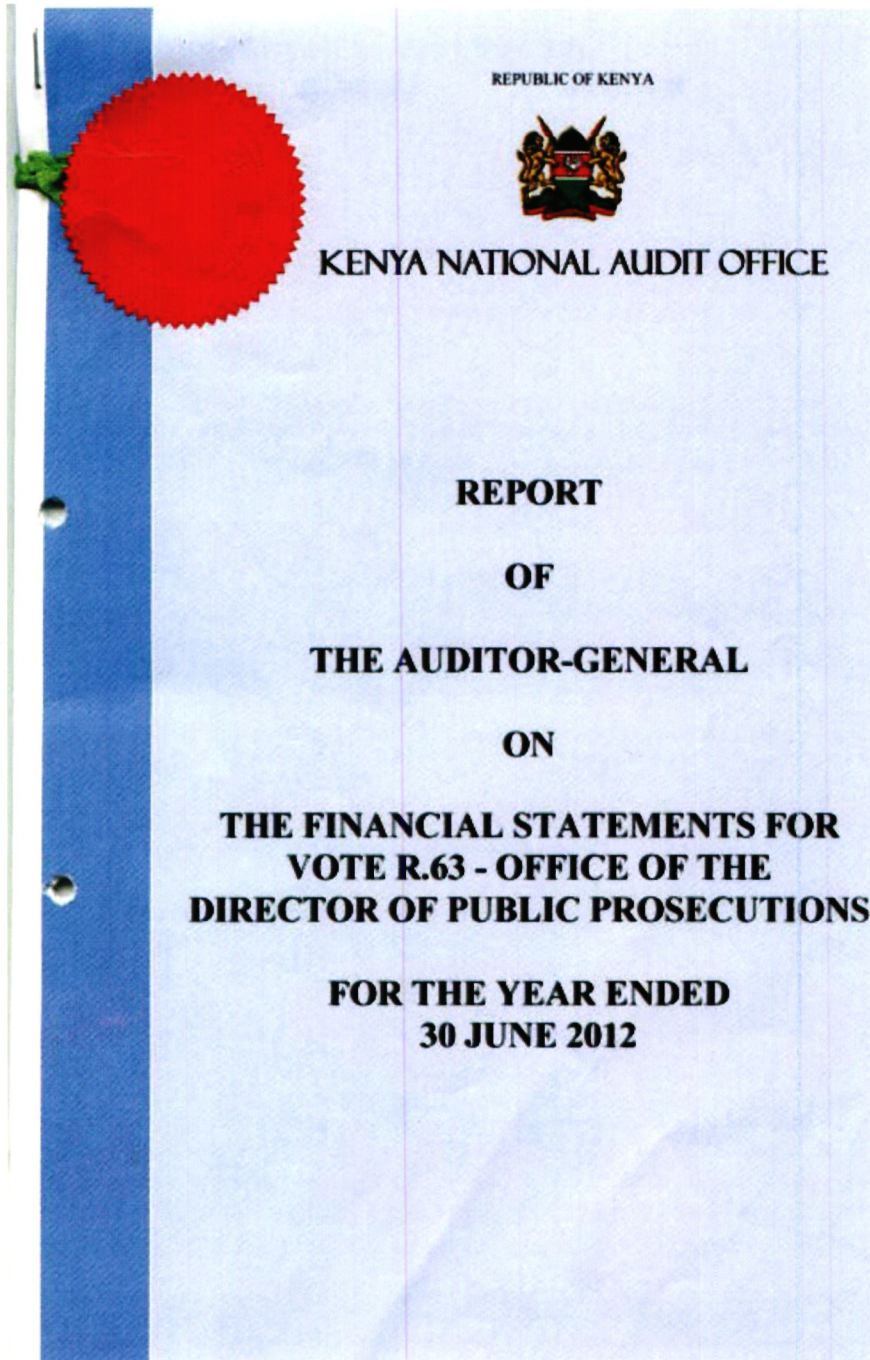 REPUBLIC OF KENYA
KENYA NATIONAL AUDIT OFFICE
REPORT
OF
THE AUDITOR-GENERAL
ON
THE FINANCIAL STATEMENTS FOR
VOTE R.63 - OFFICE OF THE
DIRECTOR OF PUBLIC PROSECUTIONS
FOR THE YEAR ENDED
30 JUNE 2012